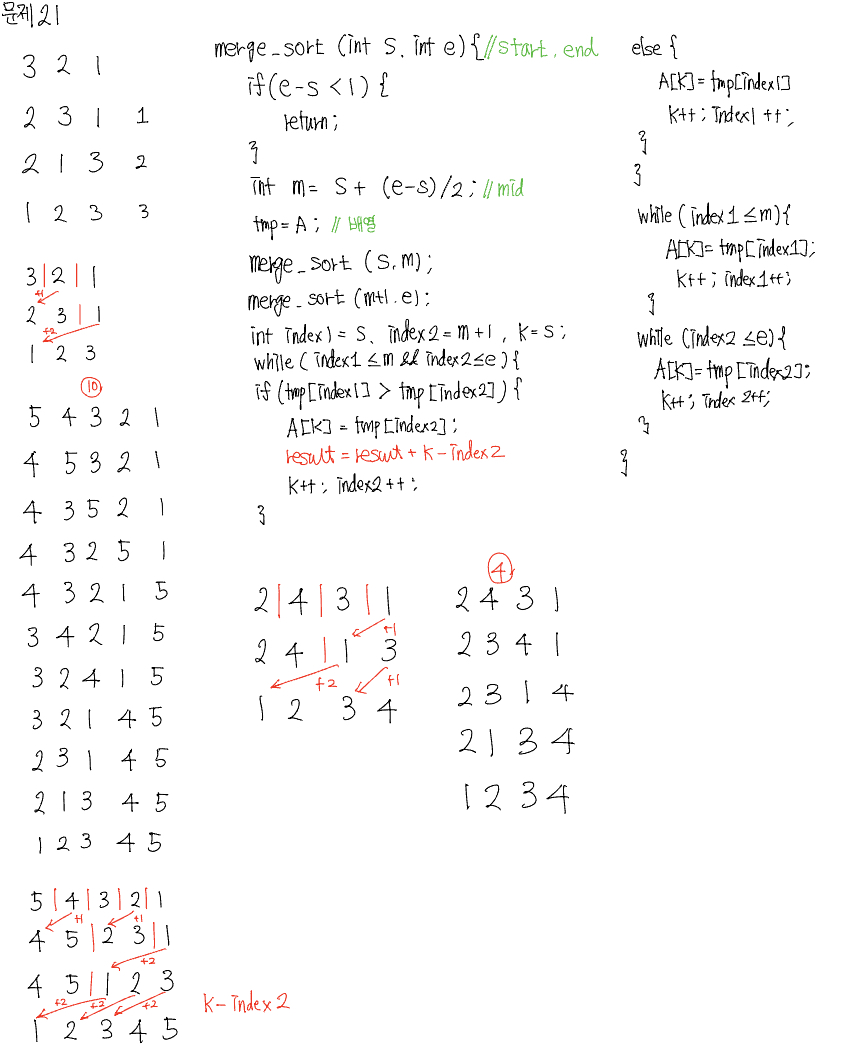 문제21
3 2 1
2 3 1 1
2 1 3 2
1 2 3 3
3|2|1
+1
2 3|1
+2
1 2 3
10
5 4 3 2 1
4 5 3 2 1
4 3 5 2 1
4 3 2 5 1
4 3 2 1 5
3 4 2 1 5
3 2 4 1 5
3 2 1 4 5
2 3 1 4 5
2 1 3 4 5
1 2 3 4 5
5|4|3|2|1
+1 +1
4 5|2 3|1
+2
4 5|1 2 3
+2 +2 +2
1 2 3 4 5
k-index2
merge_sort (int S, int e){//start, end
if(e-s<1){
return;
}
int m= S+ (e-s)/2; //mid
tmp=A; // 배열
merge_sort (S,m);
merge_sort (m+1,e);
int index1=S, index2=m+1, k=S;
while(index1≤m && index2≤e){
if(tmp[index1] > tmp[index2]){
A[k]=tmp[index2];
result=result+k-index2
k++; index2++;
}
2|4|3|1
+1
2 4|1 3
+2 +1
1 2 3 4
4
2 4 3 1
2 3 4 1
2 3 1 4
2 1 3 4
1 2 3 4
else {
A[k]=tmp[index1]
k++; index1++;
}
}
while(index1≤m){
A[k]=tmp[index1];
k++; index1++;
}
while (index2≤e){
A[k]=tmp[index2];
k++; index2++;
}
}